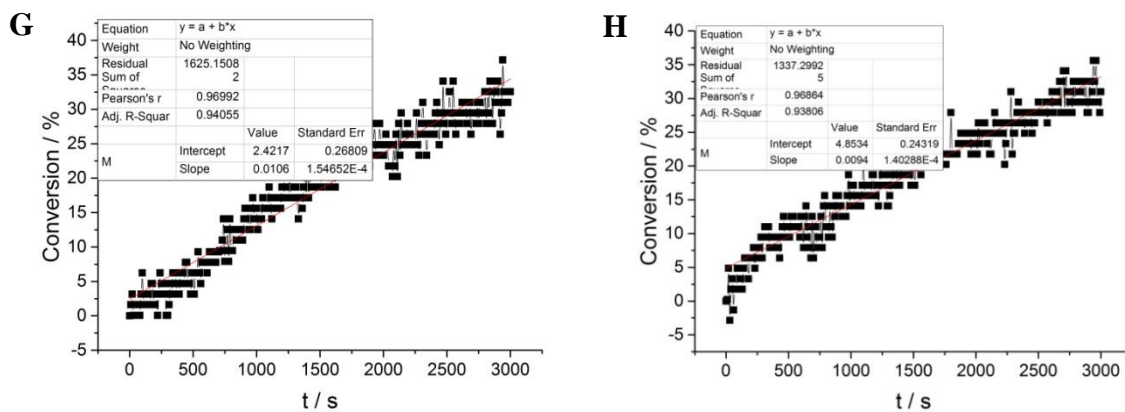 G
Equation y = a + b*x
Weight No Weighting
Residual Sum of 1625.1508 2
Pearson's r 0.96992
Adj. R-Squar 0.94055
Value Standard Err
M Intercept 2.4217 0.26809
Slope 0.0106 1.54652E-4
40
35
30
25
20
15
10
5
0
-5
Conversion / %
0 500 1000 1500 2000 2500 3000
t / s
H
Equation y = a + b*x
Weight No Weighting
Residual Sum of 1337.2992 5
Pearson's r 0.96864
Adj. R-Squar 0.93806
Value Standard Err
M Intercept 4.8534 0.24319
Slope 0.0094 1.40288E-4
40
35
30
25
20
15
10
5
0
-5
Conversion / %
0 500 1000 1500 2000 2500 3000
t / s